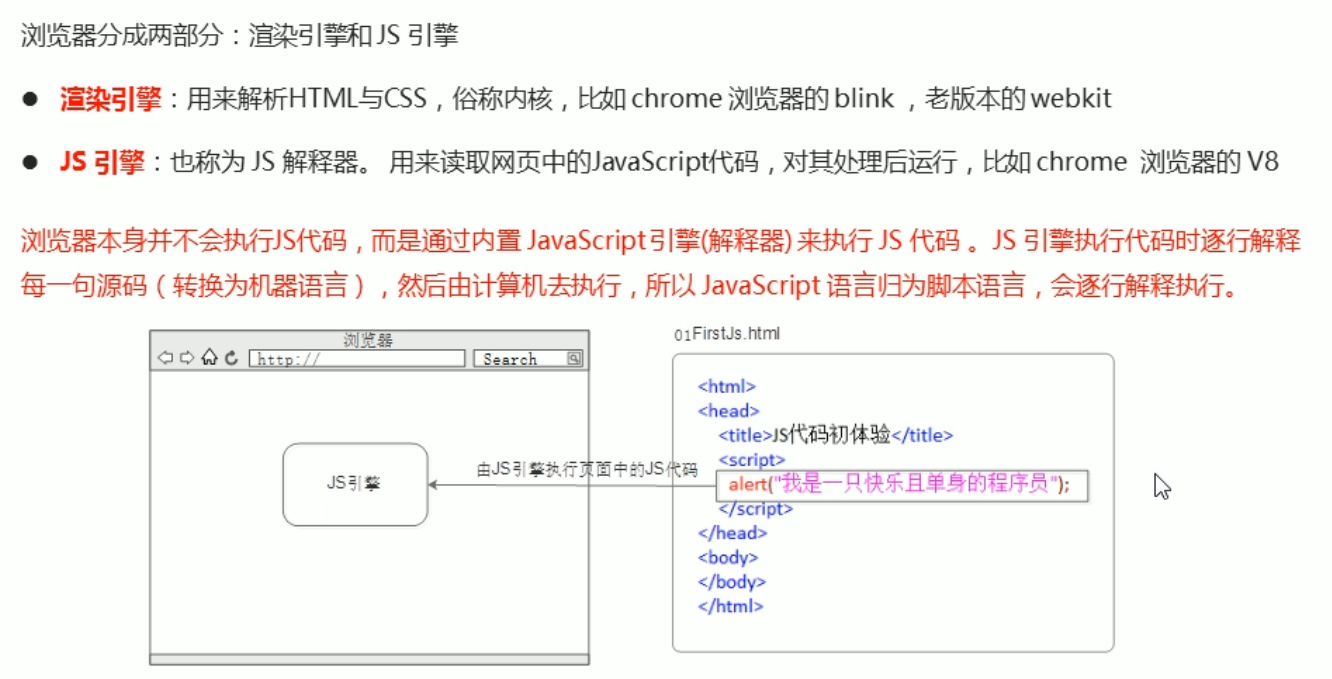 浏览器分成两部分：渲染引擎和 JS 引擎
● 渲染引擎：用来解析HTML与CSS，俗称内核，比如 chrome 浏览器的 blink ，老版本的 webkit
● JS 引擎：也称为 JS 解释器。 用来读取网页中的JavaScript代码，对其处理后运行，比如 chrome 浏览器的 V8
浏览器本身并不会执行JS代码，而是通过内置 JavaScript 引擎(解释器) 来执行 JS 代码 。JS 引擎执行代码时逐行解释
每一句源码（转换为机器语言），然后由计算机去执行，所以 JavaScript 语言归为脚本语言，会逐行解释执行。
浏览器
http://
Search
JS引擎
由JS引擎执行页面中的JS代码
01FirstJs.html
<html>
<head>
<title>JS代码初体验</title>
<script>
alert("我是一只快乐且单身的程序员");
</script>
</head>
<body>
</body>
</html>